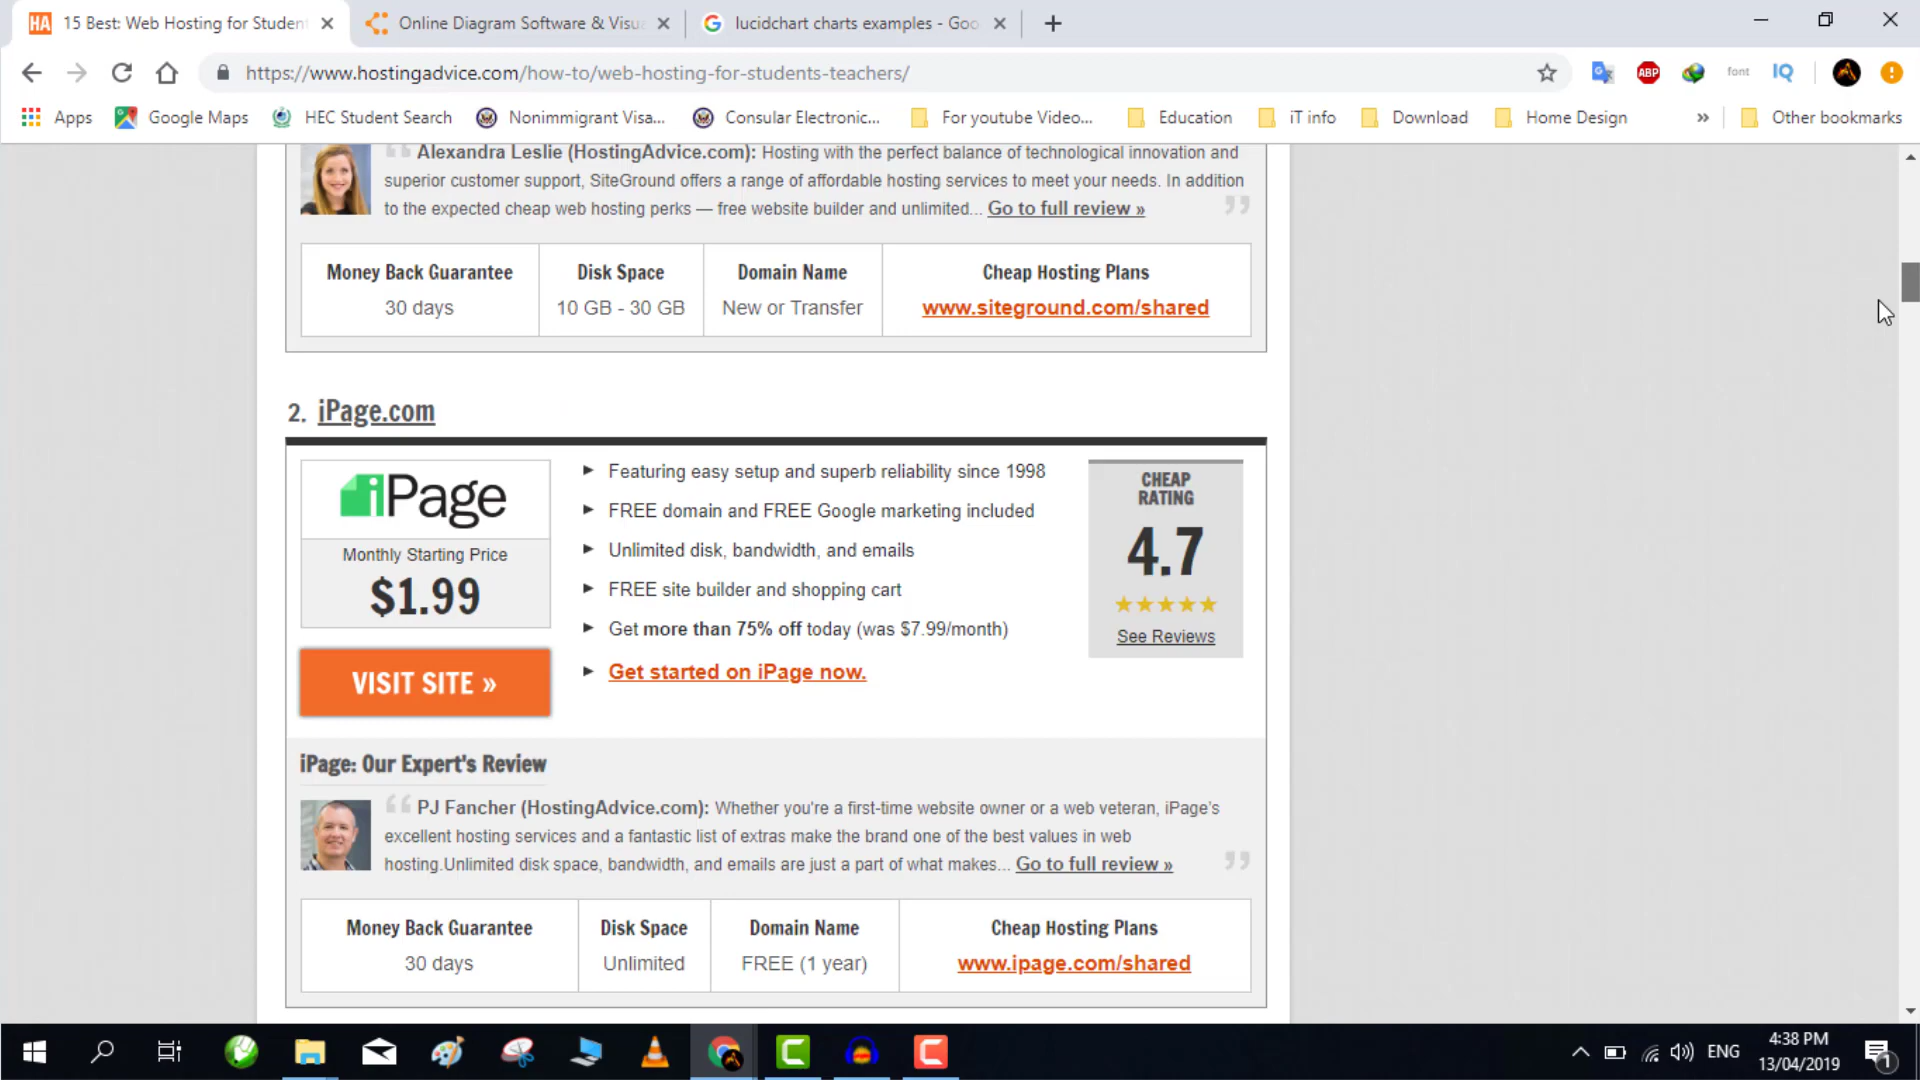 15 Best: Web Hosting for Studen
Online Diagram Software & Visu
lucidchart charts examples - Goo
https://www.hostingadvice.com/how-to/web-hosting-for-students-teachers/
ABP
font
IQ
Apps
Google Maps
HEC Student Search
Nonimmigrant Visa...
Consular Electronic...
For youtube Video...
Education
iT info
Download
Home Design
»
Other bookmarks
Alexandra Leslie (HostingAdvice.com): Hosting with the perfect balance of technological innovation and
superior customer support, SiteGround offers a range of affordable hosting services to meet your needs. In addition
to the expected cheap web hosting perks — free website builder and unlimited... Go to full review »
Money Back Guarantee
30 days
Disk Space
10 GB - 30 GB
Domain Name
New or Transfer
Cheap Hosting Plans
www.siteground.com/shared
2. iPage.com
iPage
Monthly Starting Price
$1.99
VISIT SITE »
Featuring easy setup and superb reliability since 1998
FREE domain and FREE Google marketing included
Unlimited disk, bandwidth, and emails
FREE site builder and shopping cart
Get more than 75% off today (was $7.99/month)
Get started on iPage now.
CHEAP
RATING
4.7
See Reviews
iPage: Our Expert's Review
PJ Fancher (HostingAdvice.com): Whether you're a first-time website owner or a web veteran, iPage's
excellent hosting services and a fantastic list of extras make the brand one of the best values in web
hosting.Unlimited disk space, bandwidth, and emails are just a part of what makes... Go to full review »
Money Back Guarantee
30 days
Disk Space
Unlimited
Domain Name
FREE (1 year)
Cheap Hosting Plans
www.ipage.com/shared
ENG
4:38 PM
13/04/2019
1